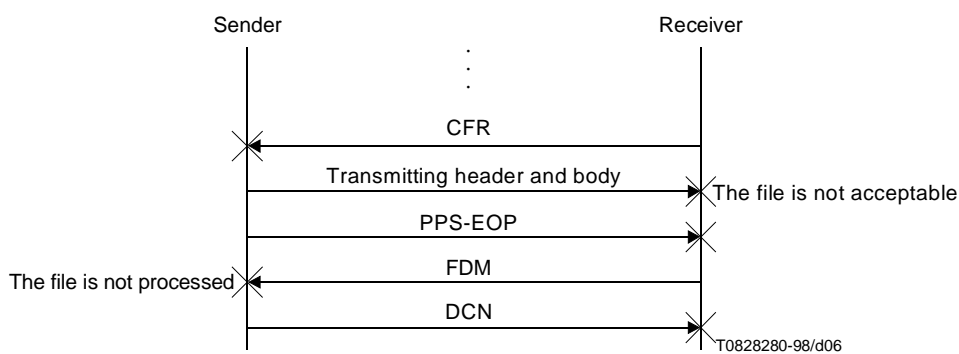 Sender
Receiver
.
.
.
CFR
Transmitting header and body
The file is not acceptable
PPS-EOP
FDM
The file is not processed
DCN
T0828280-98/d06